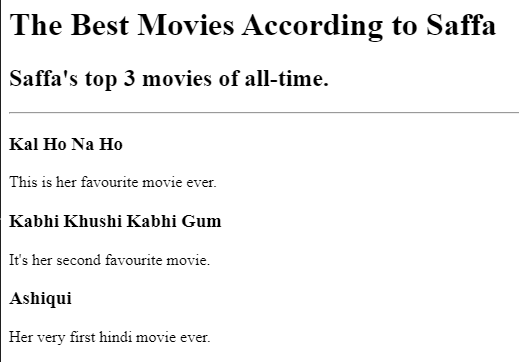 The Best Movies According to Saffa
Saffa's top 3 movies of all-time.
Kal Ho Na Ho
This is her favourite movie ever.
Kabhi Khushi Kabhi Gum
It's her second favourite movie.
Ashiqui
Her very first hindi movie ever.